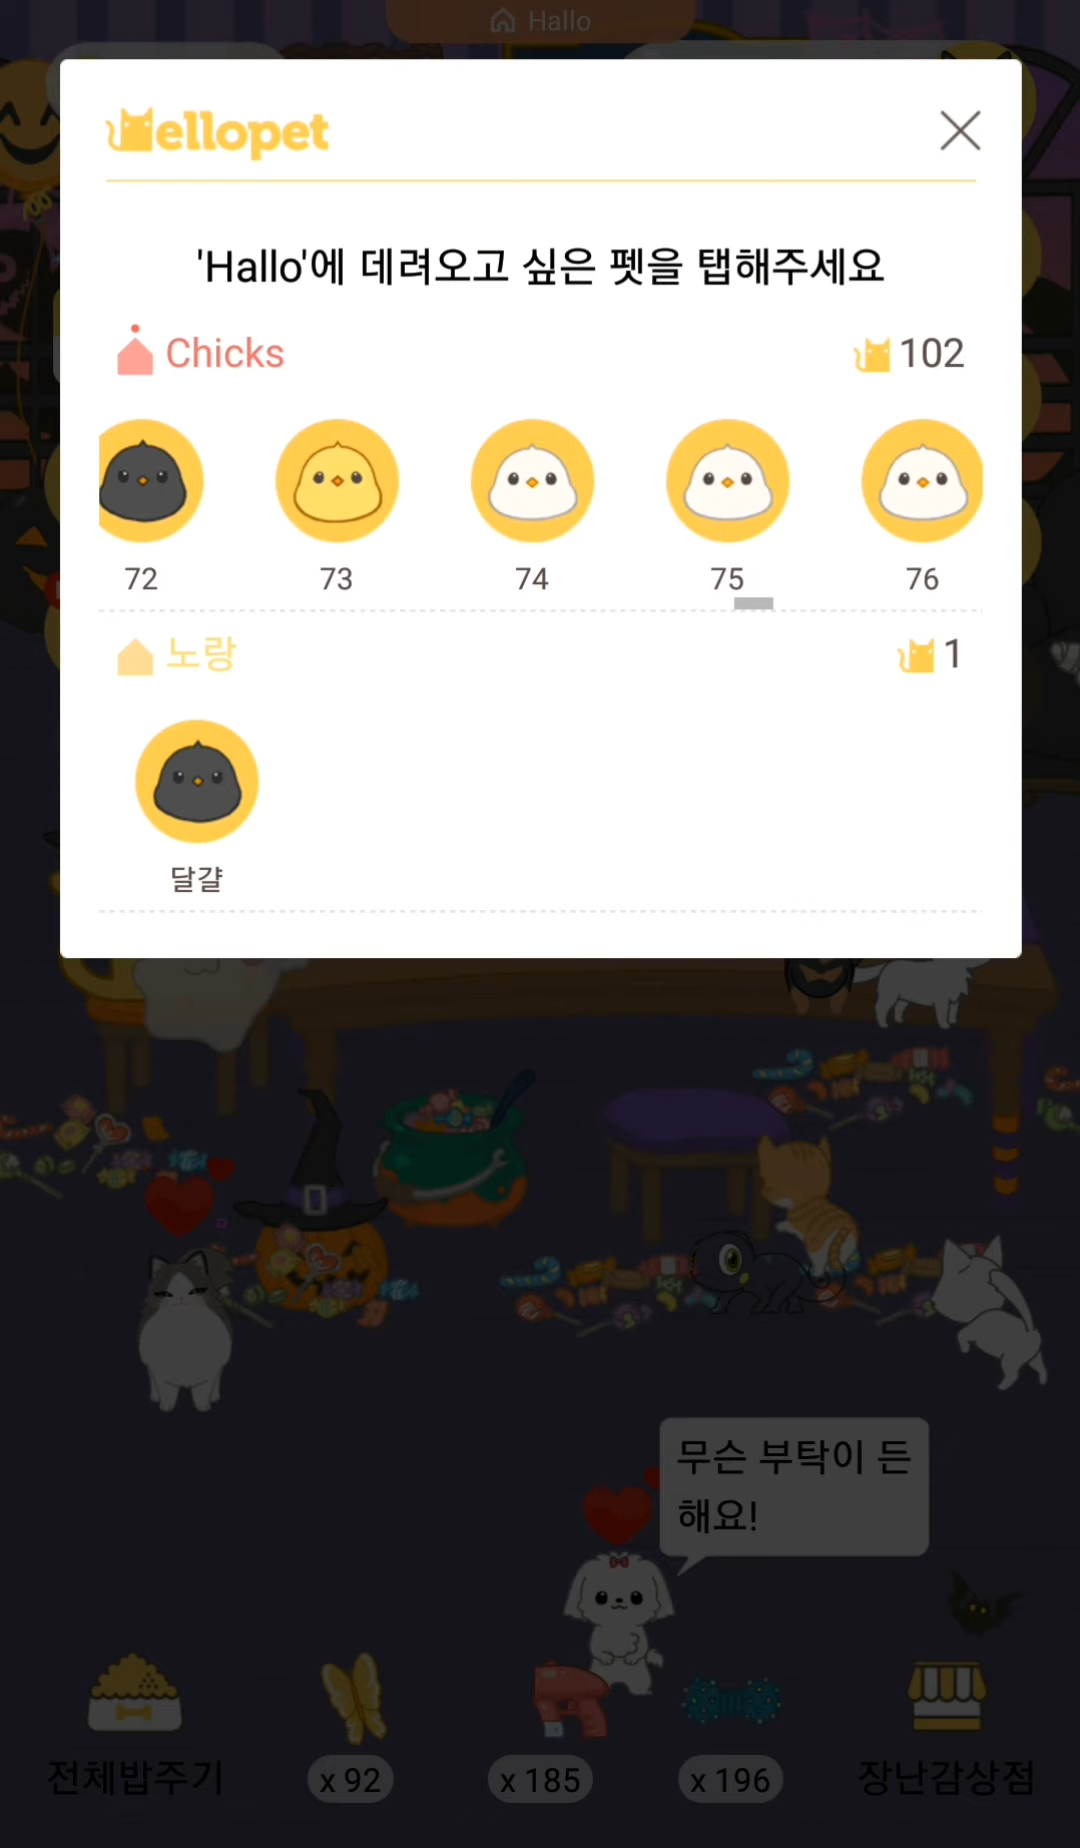 Hallo
Hellopet
'Hallo'에 데려오고 싶은 펫을 탭해주세요
Chicks
102
72
73
74
75
76
노랑
1
달걀
무슨 부탁이 든
해요!
전체밥주기
x 92
x 185
x 196
장난감상점